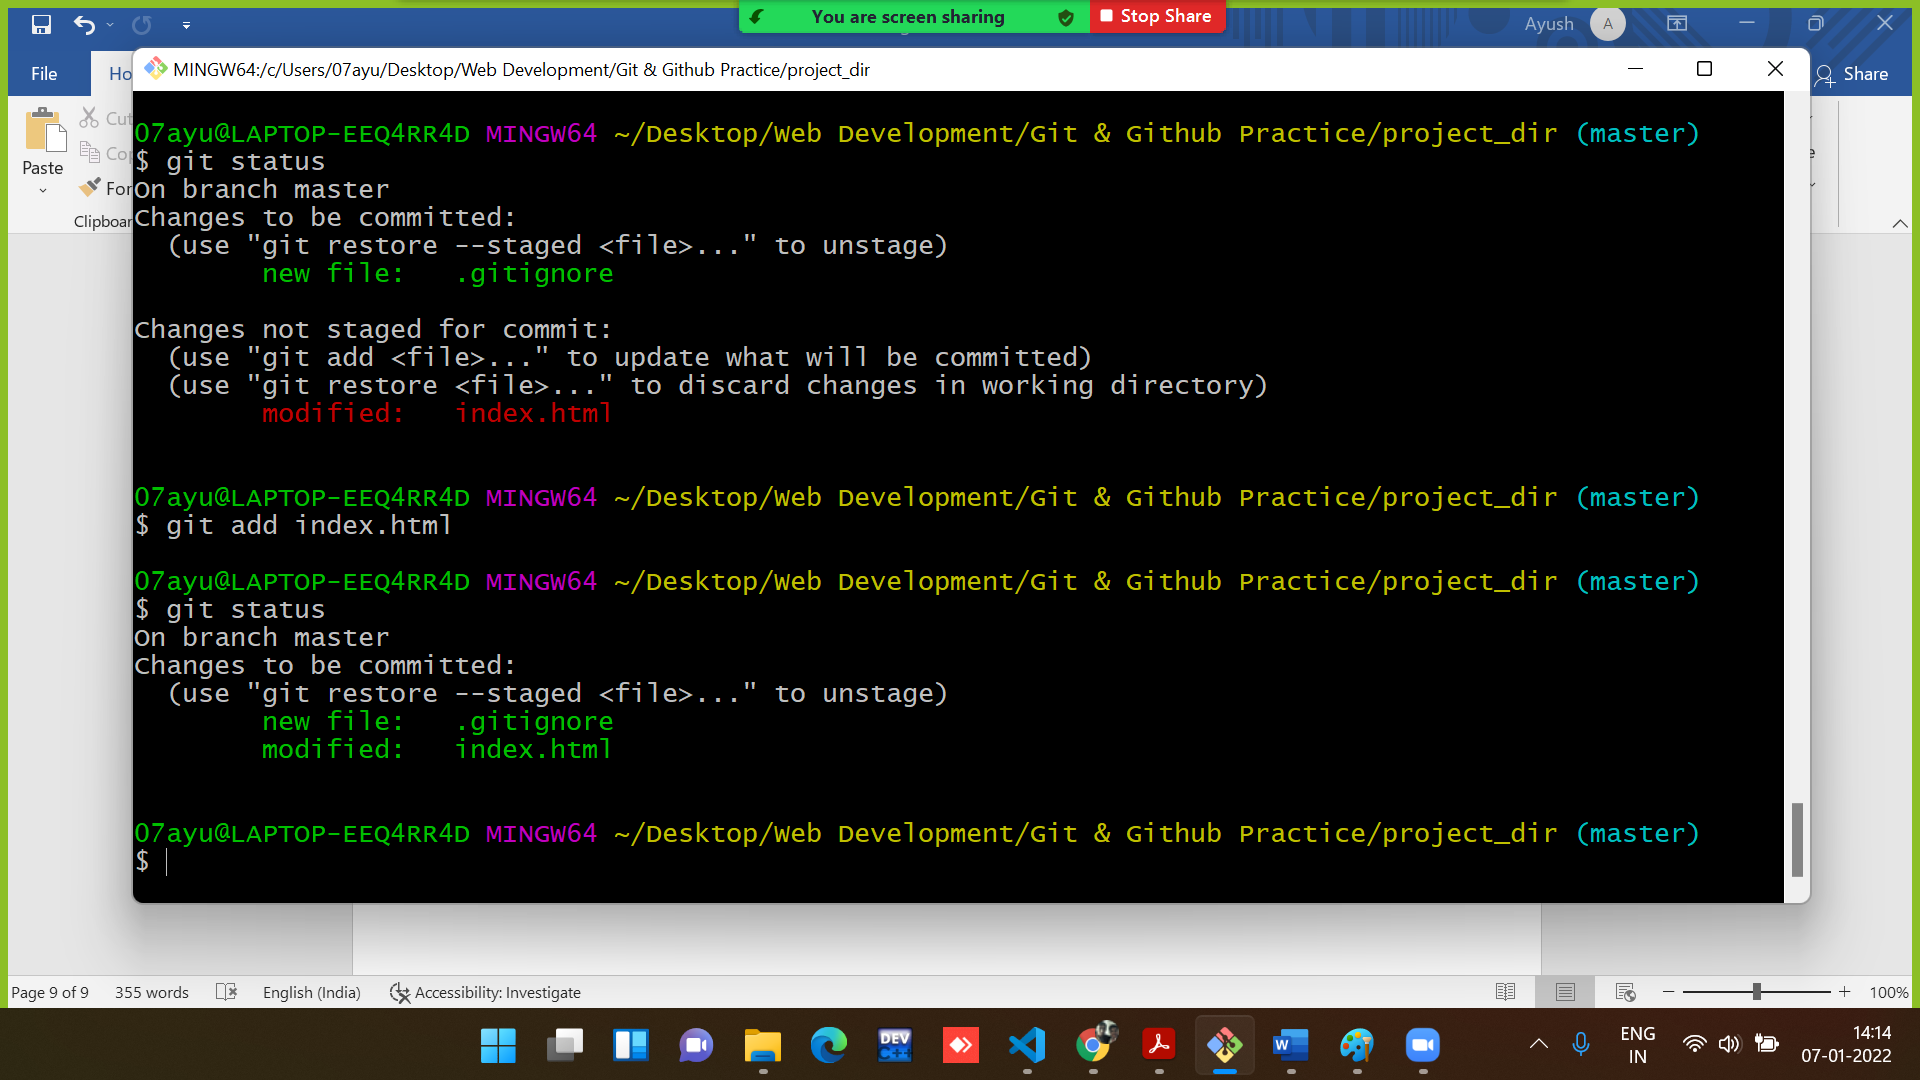 You are screen sharing
Stop Share
Ayush A
File
Ho
Share
MINGW64:/c/Users/07ayu/Desktop/Web Development/Git & Github Practice/project_dir
Paste
Clipboar
07ayu@LAPTOP-EEQ4RR4D MINGW64 ~/Desktop/Web Development/Git & Github Practice/project_dir (master)
$ git status
On branch master
Changes to be committed:
  (use "git restore --staged <file>..." to unstage)
        new file:   .gitignore
Changes not staged for commit:
  (use "git add <file>..." to update what will be committed)
  (use "git restore <file>..." to discard changes in working directory)
        modified:   index.html
07ayu@LAPTOP-EEQ4RR4D MINGW64 ~/Desktop/Web Development/Git & Github Practice/project_dir (master)
$ git add index.html
07ayu@LAPTOP-EEQ4RR4D MINGW64 ~/Desktop/Web Development/Git & Github Practice/project_dir (master)
$ git status
On branch master
Changes to be committed:
  (use "git restore --staged <file>..." to unstage)
        new file:   .gitignore
        modified:   index.html
07ayu@LAPTOP-EEQ4RR4D MINGW64 ~/Desktop/Web Development/Git & Github Practice/project_dir (master)
$
Page 9 of 9 355 words English (India) Accessibility: Investigate 100%
DEV C++
W
ENG
IN
14:14
07-01-2022